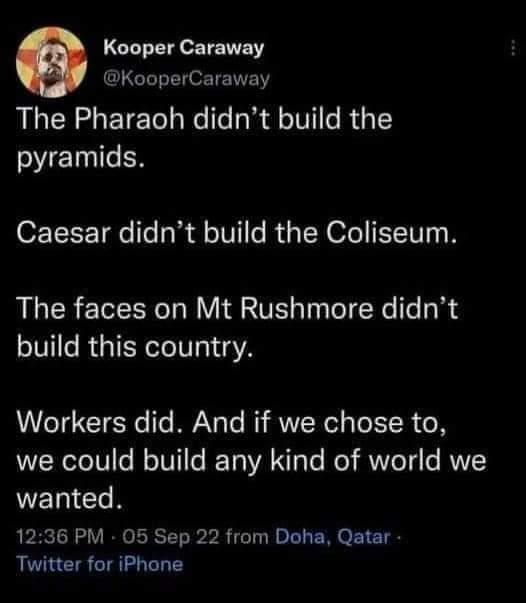 Kooper Caraway
@KooperCaraway
The Pharaoh didn’t build the
pyramids.
Caesar didn’t build the Coliseum.
The faces on Mt Rushmore didn’t
build this country.
Workers did. And if we chose to,
we could build any kind of world we
wanted.
12:36 PM · 05 Sep 22 from Doha, Qatar ·
Twitter for iPhone